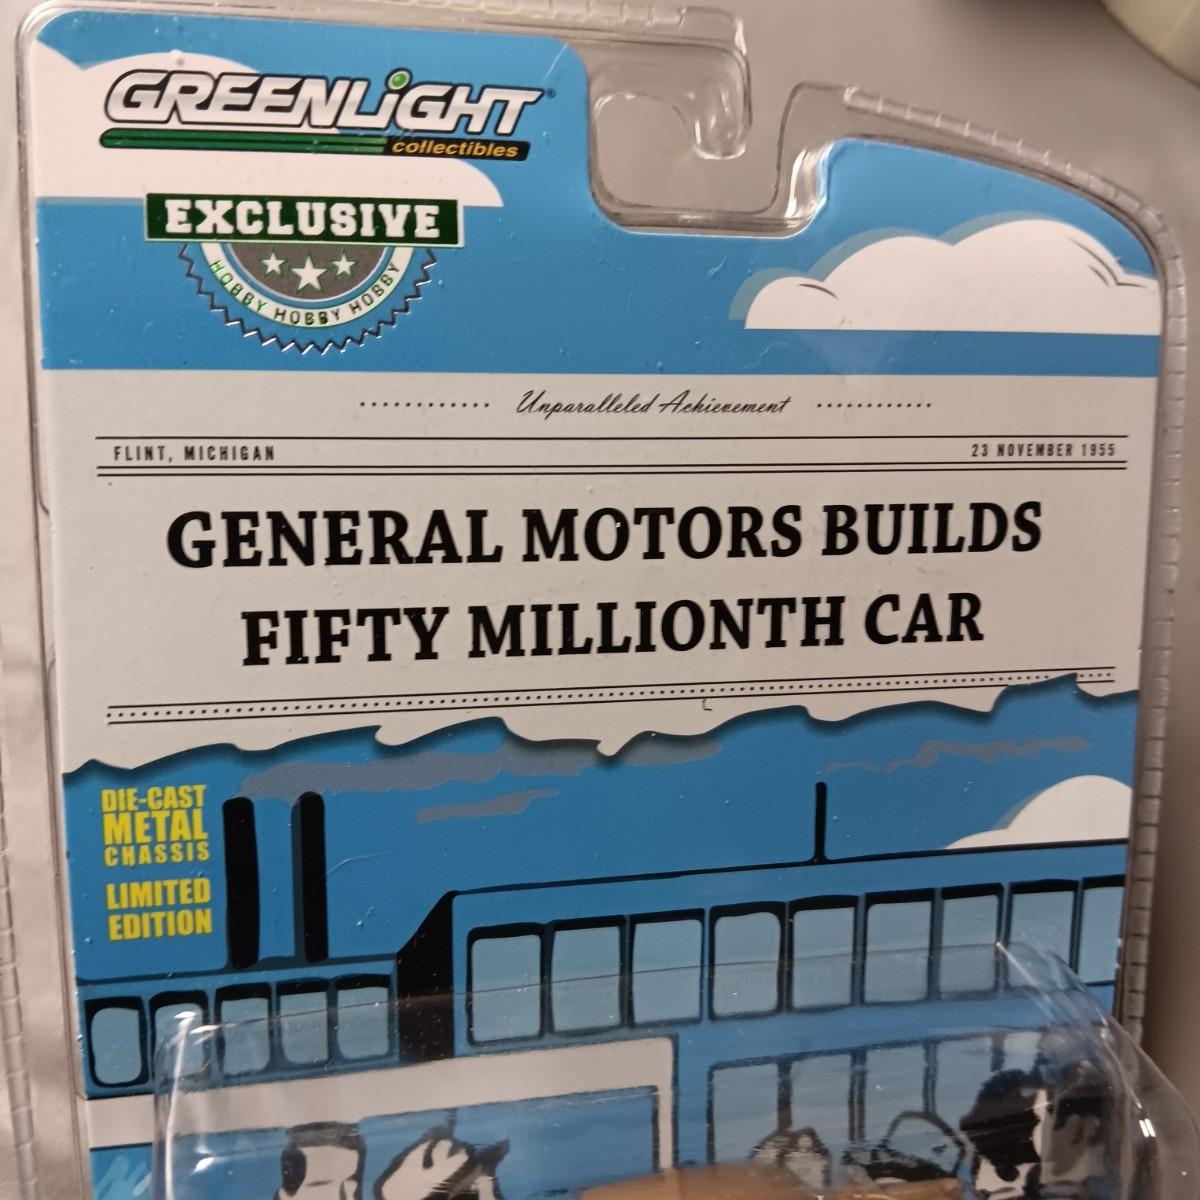 GREENLiGHT®
collectibles
EXCLUSIVE
HOBBY HOBBY HOBBY
Unparalleled Achievement
FLINT, MICHIGAN
23 NOVEMBER 1955
GENERAL MOTORS BUILDS
FIFTY MILLIONTH CAR
DIE-CAST
METAL
CHASSIS
LIMITED
EDITION